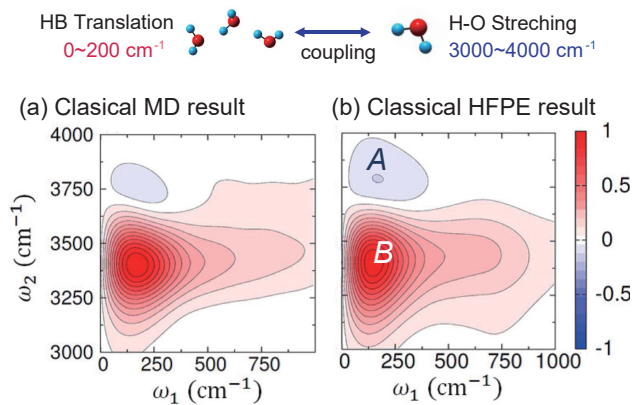 HB Translation
0~200 cm⁻¹
coupling
H-O Streching
3000~4000 cm⁻¹
(a) Clasical MD result
(b) Classical HFPE result
4000
3750
3500
3250
3000
ω₂ (cm⁻¹)
0
250
500
750
ω₁ (cm⁻¹)
A
B
0
250
500
750
1000
ω₁ (cm⁻¹)
1
0.5
0
-0.5
-1